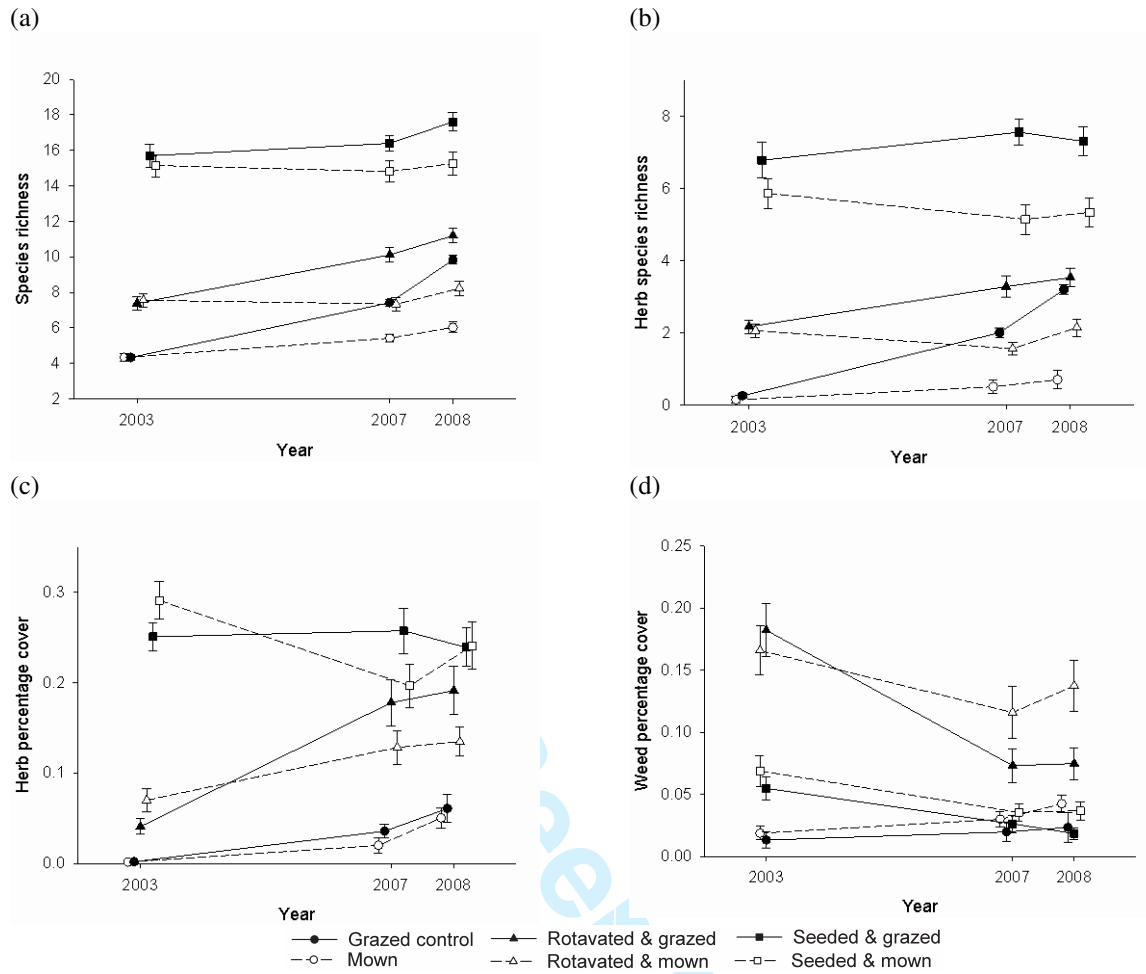 (a)
(b)
20
18
16
14
12
10
8
6
4
2
Species richness
2003
2007
2008
Year
8
6
4
2
0
Herb species richness
2003
2007
2008
Year
(c)
(d)
0.3
0.2
0.1
0.0
Herb percentage cover
2003
2007
2008
Year
0.25
0.20
0.15
0.10
0.05
0.00
Weed percentage cover
2003
2007
2008
Year
Grazed control
Rotavated & grazed
Seeded & grazed
Mown
Rotavated & mown
Seeded & mown